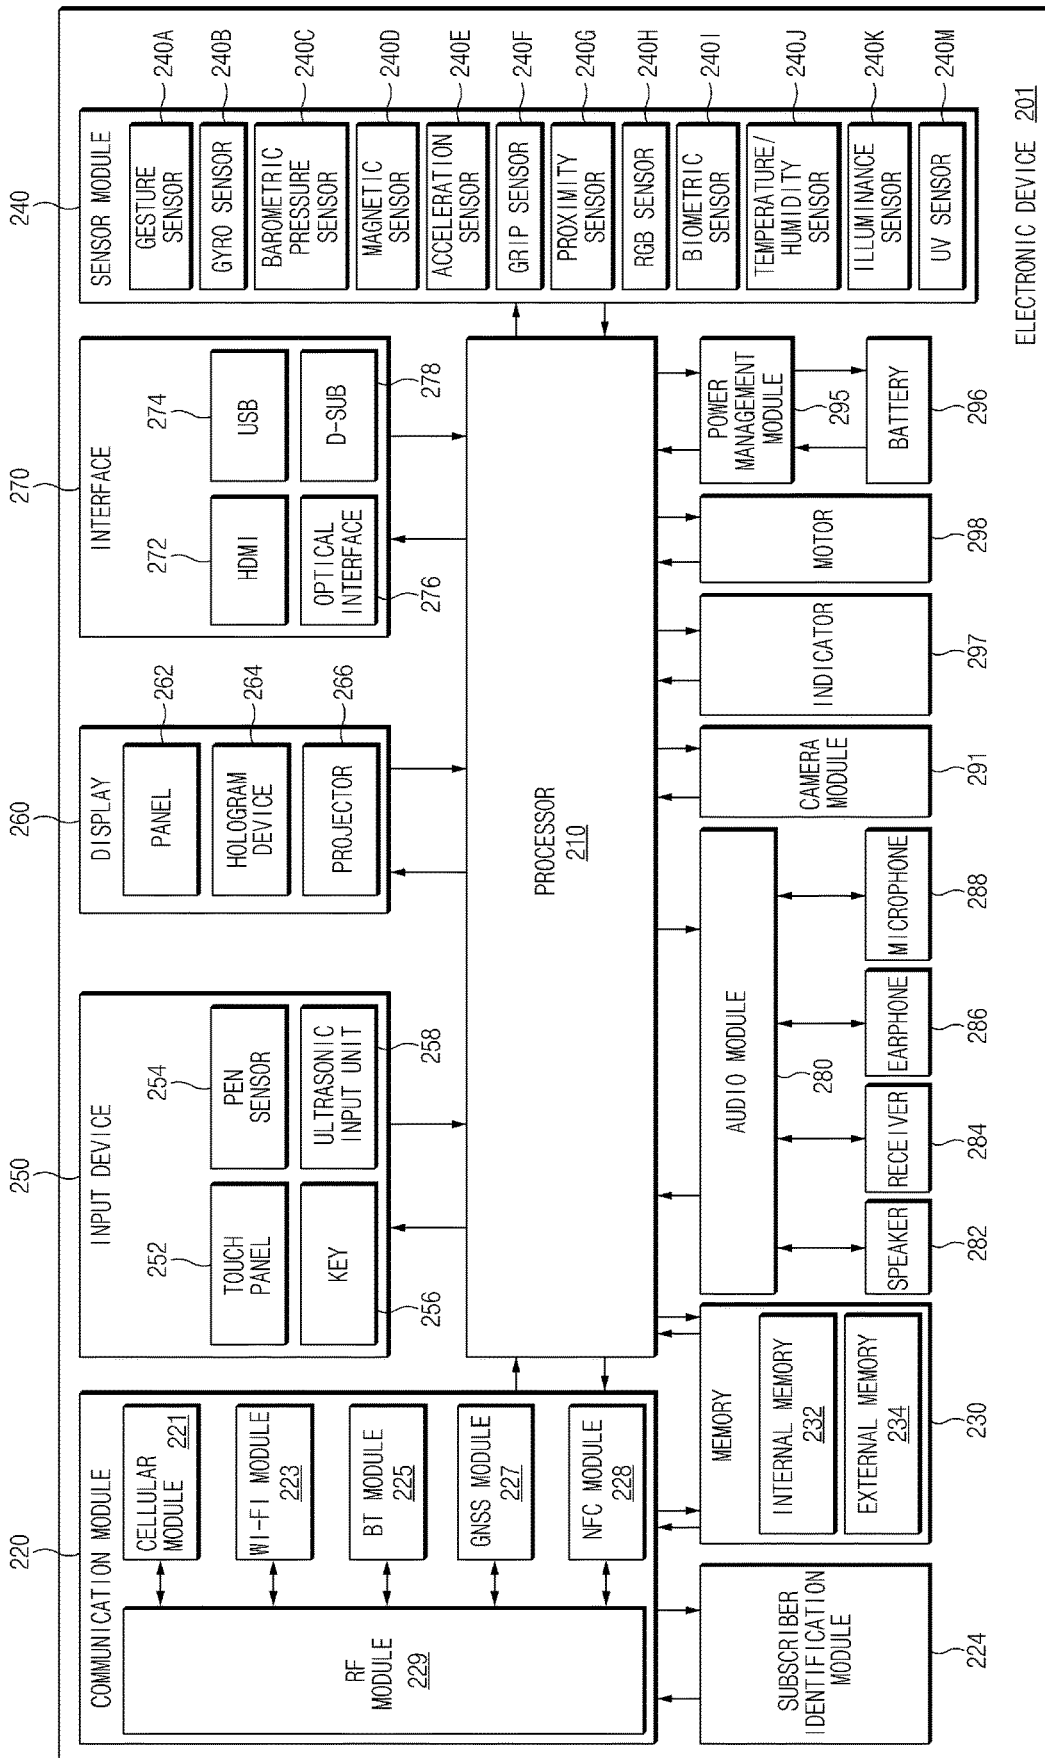 ELECTRONIC DEVICE 201
220
COMMUNICATION MODULE
RF
MODULE
229
CELLULAR
MODULE 221
WI-FI MODULE
223
BT MODULE
225
GNSS MODULE
227
NFC MODULE
228
250
INPUT DEVICE
252
TOUCH
PANEL
254
PEN
SENSOR
KEY
256
ULTRASONIC
INPUT UNIT
258
260
DISPLAY
PANEL
262
HOLOGRAM
DEVICE
264
PROJECTOR
266
270
INTERFACE
272
HDMI
274
USB
OPTICAL
INTERFACE
276
D-SUB
278
240
SENSOR MODULE
GESTURE
SENSOR
240A
GYRO SENSOR
240B
BAROMETRIC
PRESSURE
SENSOR
240C
MAGNETIC
SENSOR
240D
ACCELERATION
SENSOR
240E
GRIP SENSOR
240F
PROXIMITY
SENSOR
240G
RGB SENSOR
240H
BIOMETRIC
SENSOR
240I
TEMPERATURE/
HUMIDITY
SENSOR
240J
ILLUMINANCE
SENSOR
240K
UV SENSOR
240M
PROCESSOR
210
SUBSCRIBER
IDENTIFICATION
MODULE
224
MEMORY
INTERNAL MEMORY
232
EXTERNAL MEMORY
234
230
AUDIO MODULE
280
SPEAKER
282
RECEIVER
284
EARPHONE
286
MICROPHONE
288
CAMERA
MODULE
291
INDICATOR
297
MOTOR
298
POWER
MANAGEMENT
MODULE
295
BATTERY
296